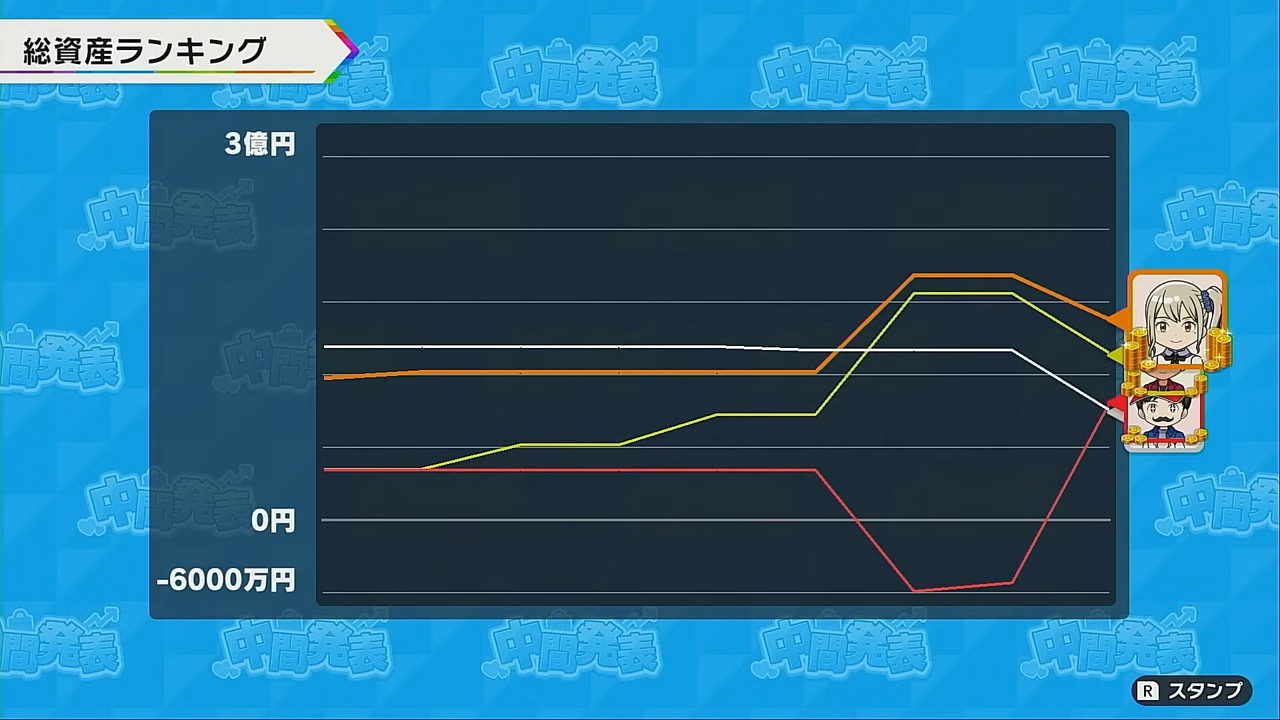 総資産ランキング
中間発表
3億円
0円
-6000万円
R スタンプ